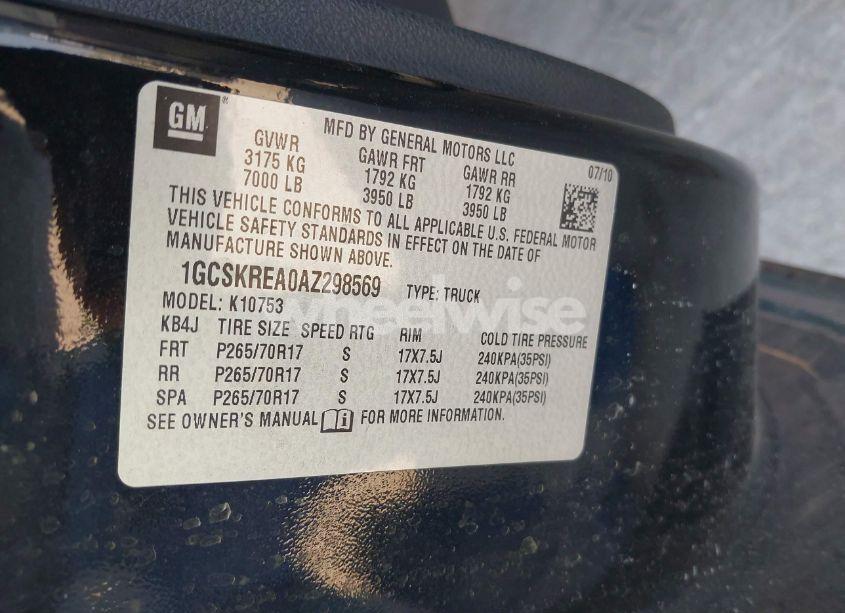 GM®
MFD BY GENERAL MOTORS LLC
07/10
GVWR GAWR FRT GAWR RR
3175 KG 1792 KG 1792 KG
7000 LB 3950 LB 3950 LB
THIS VEHICLE CONFORMS TO ALL APPLICABLE U.S. FEDERAL MOTOR
VEHICLE SAFETY STANDARDS IN EFFECT ON THE DATE OF
MANUFACTURE SHOWN ABOVE.
1GCSKREA0AZ298569 TYPE: TRUCK
MODEL: K10753
wheelwise
KB4J TIRE SIZE SPEED RTG RIM COLD TIRE PRESSURE
FRT P265/70R17 S 17X7.5J 240KPA(35PSI)
RR P265/70R17 S 17X7.5J 240KPA(35PSI)
SPA P265/70R17 S 17X7.5J 240KPA(35PSI)
SEE OWNER'S MANUAL FOR MORE INFORMATION.